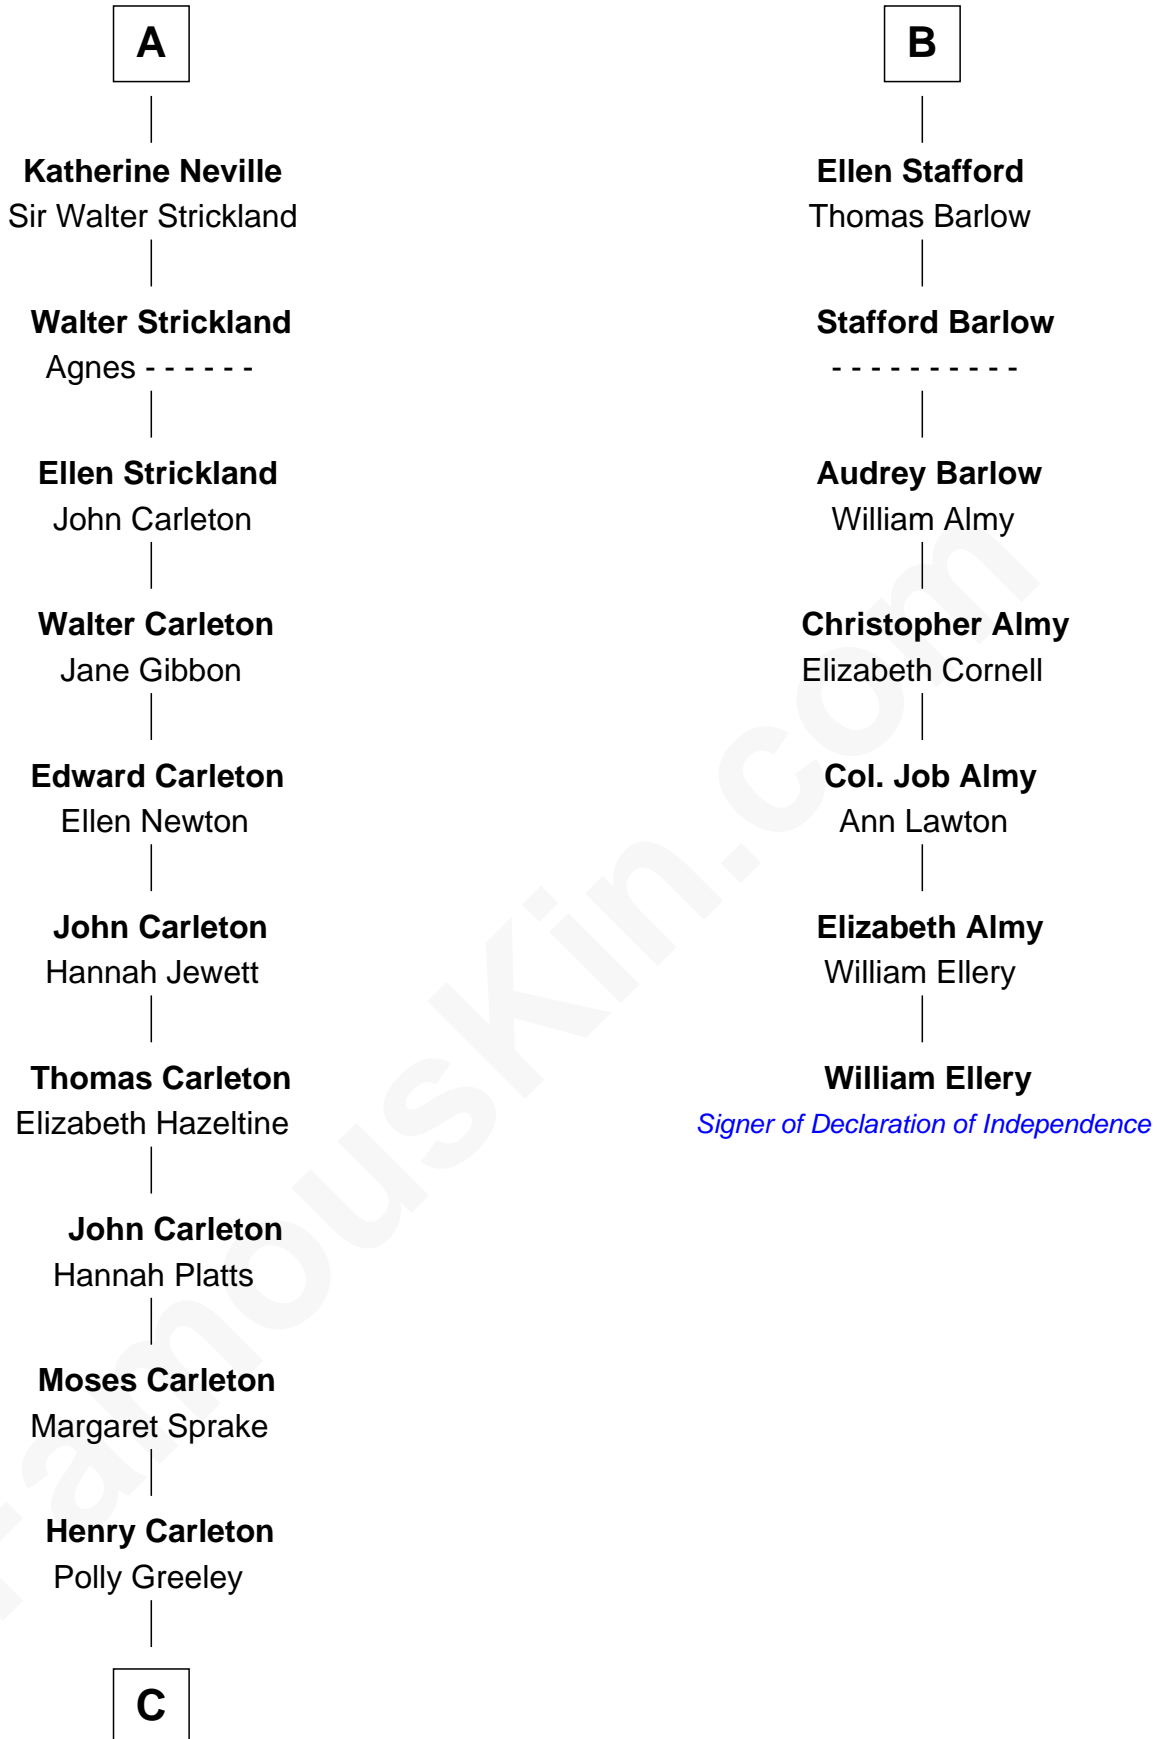 A
Katherine Neville
Sir Walter Strickland
Walter Strickland
Agnes - - - - - -
Ellen Strickland
John Carleton
Walter Carleton
Jane Gibbon
Edward Carleton
Ellen Newton
John Carleton
Hannah Jewett
Thomas Carleton
Elizabeth Hazeltine
John Carleton
Hannah Platts
Moses Carleton
Margaret Sprake
Henry Carleton
Polly Greeley
C
B
Ellen Stafford
Thomas Barlow
Stafford Barlow
- - - - - - - - - -
Audrey Barlow
William Almy
Christopher Almy
Elizabeth Cornell
Col. Job Almy
Ann Lawton
Elizabeth Almy
William Ellery
William Ellery
Signer of Declaration of Independence
FamousKin.com